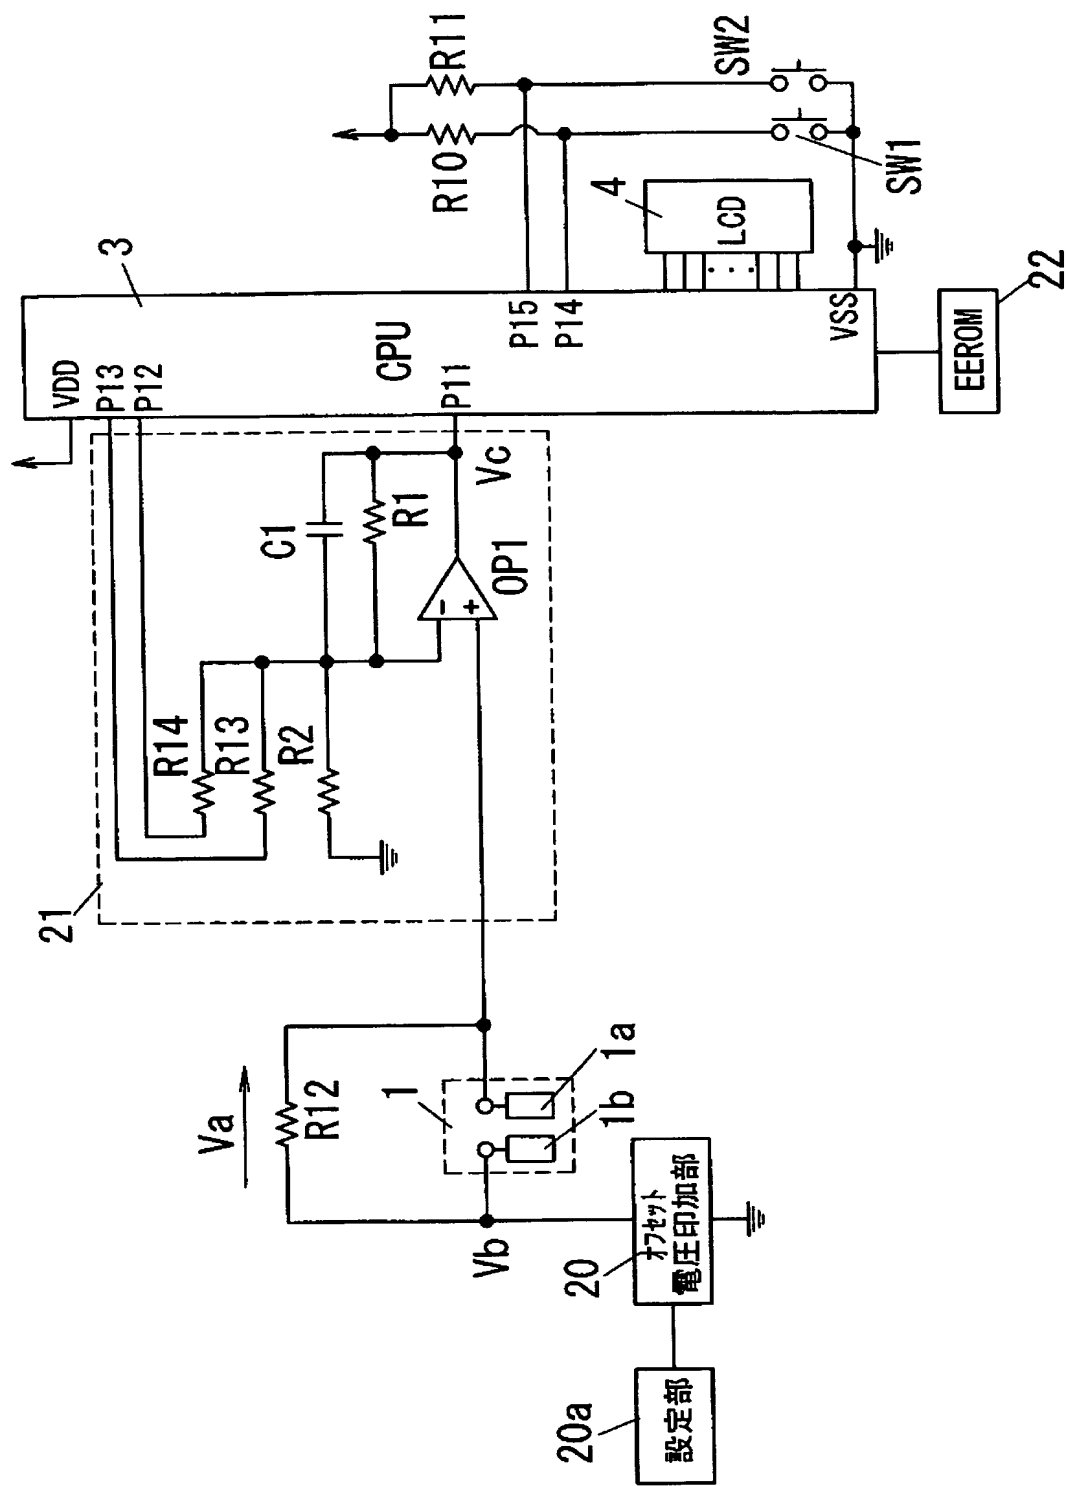 20a
設定部
20
オフセット
電圧印加部
Vb
Va
R12
1
1a
1b
21
R14
R13
R2
C1
R1
-
+
OP1
Vc
3
VDD
P13
P12
P11
CPU
P15
P14
VSS
R10
R11
4
LCD
SW1
SW2
EEROM
22